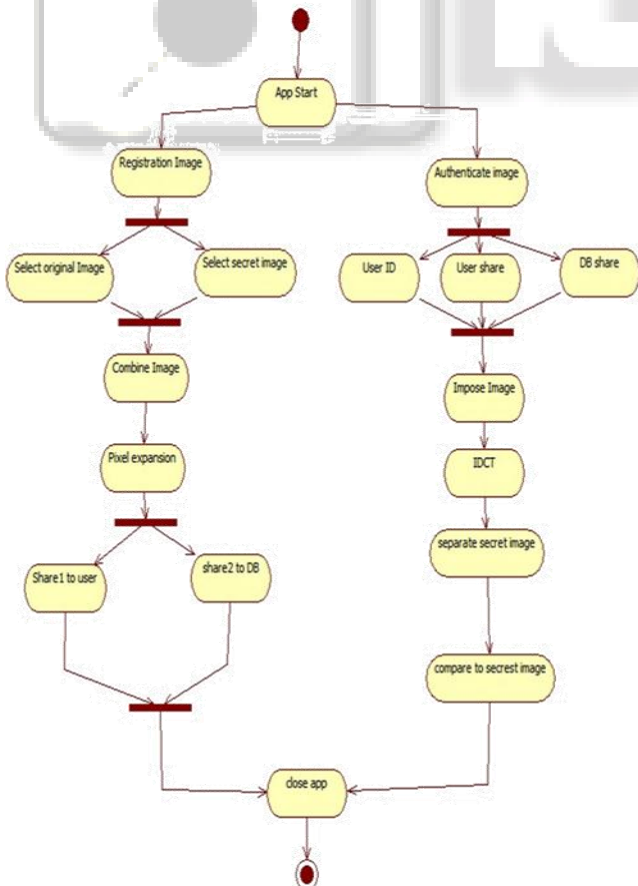 App Start
Registration Image
Authenticate image
Select original Image
Select secret image
User ID
User share
DB share
Combine Image
Impose Image
Pixel expansion
IDCT
separate secret image
Share1 to user
share2 to DB
compare to secrest image
close app